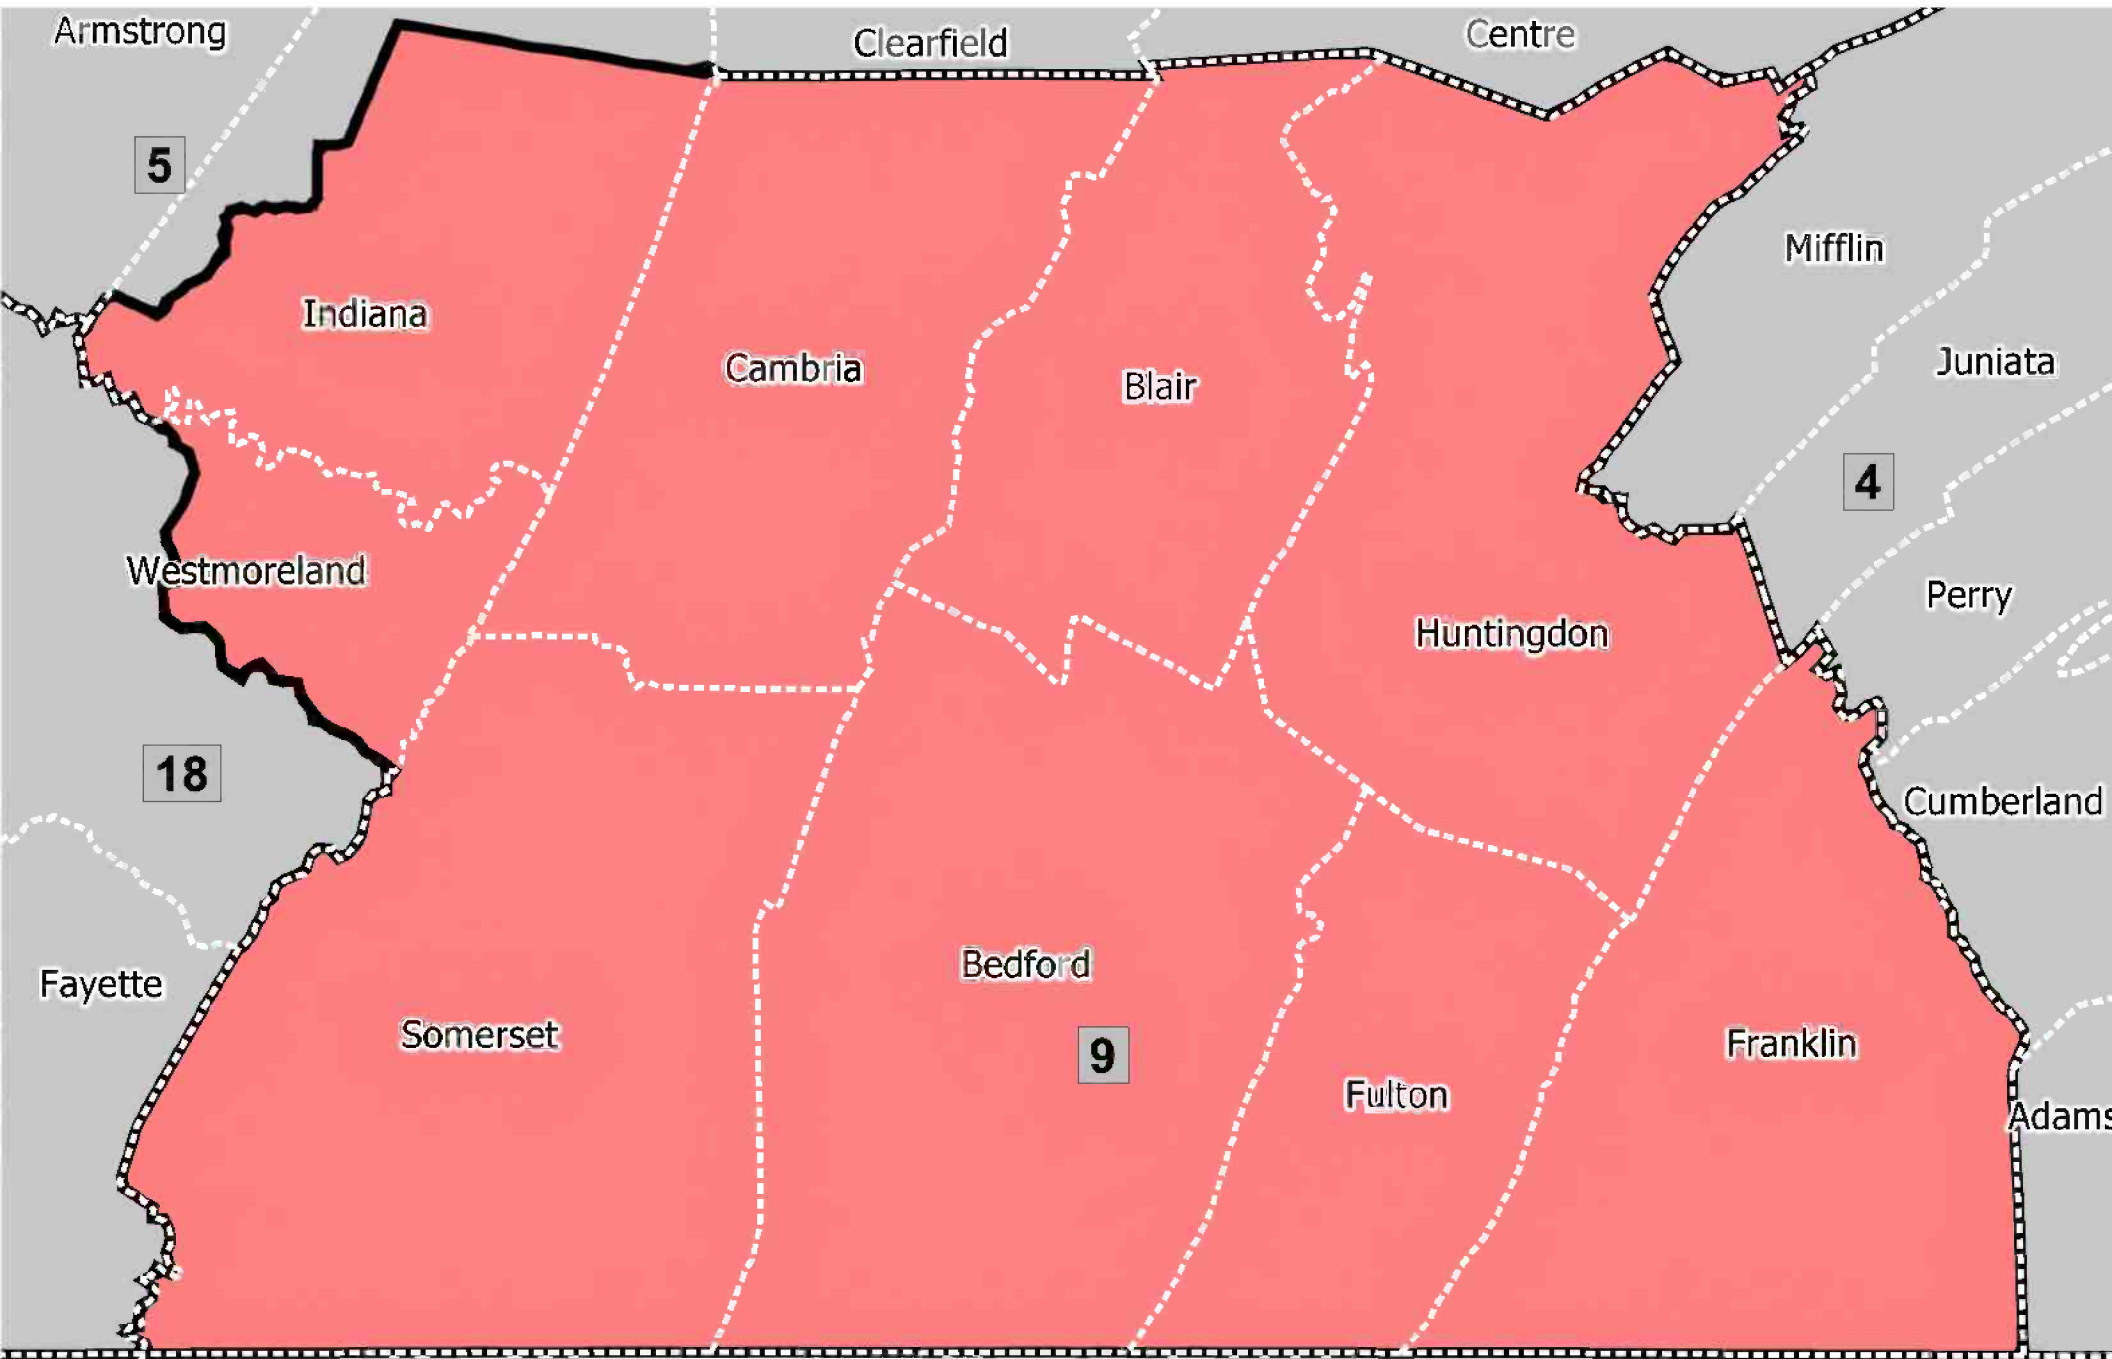 Armstrong
Clearfield
Centre
5
Mifflin
Indiana
Cambria
Blair
Juniata
4
Westmoreland
Perry
Huntingdon
18
Cumberland
Fayette
Bedford
Somerset
9
Franklin
Fulton
Adams